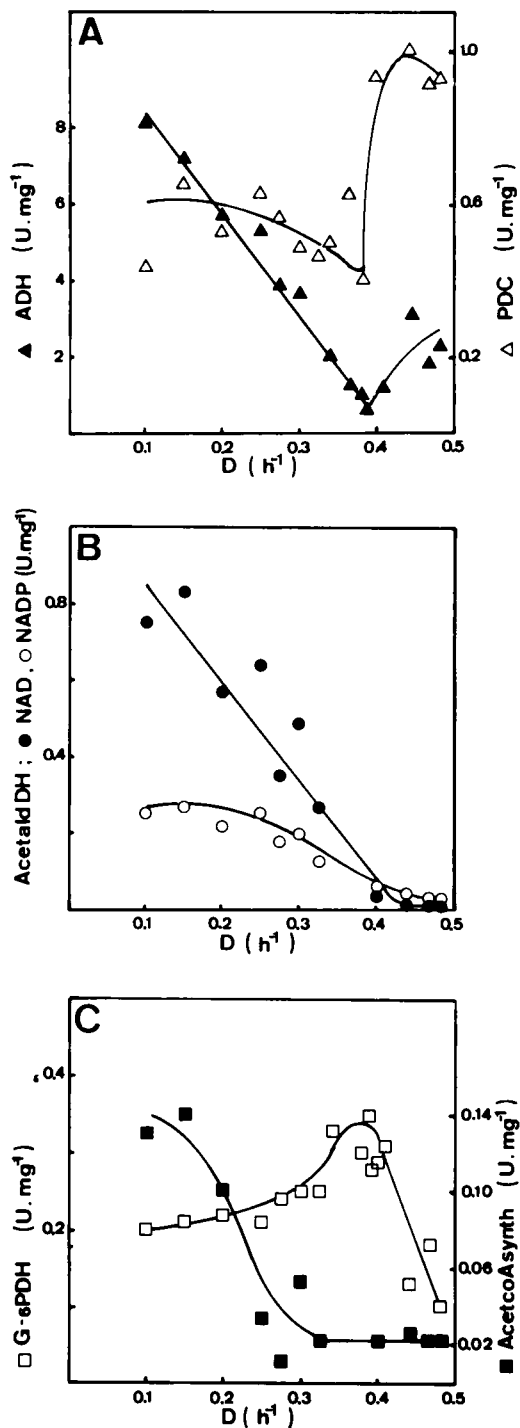 A
8
6
4
2
▲ ADH (U.mg-1)
1.0
0.6
0.2
△ PDC (U.mg-1)
0.1 0.2 0.3 0.4 0.5
D (h-1)
B
0.8
0.4
Acetald DH ; ● NAD , ○ NADP (U.mg-1)
0.1 0.2 0.3 0.4 0.5
D (h-1)
C
0.4
0.2
□ G-6PDH (U.mg-1)
0.14
0.10
0.06
0.02
■ AcetcoAsynth (U.mg-1)
0.1 0.2 0.3 0.4 0.5
D (h-1)